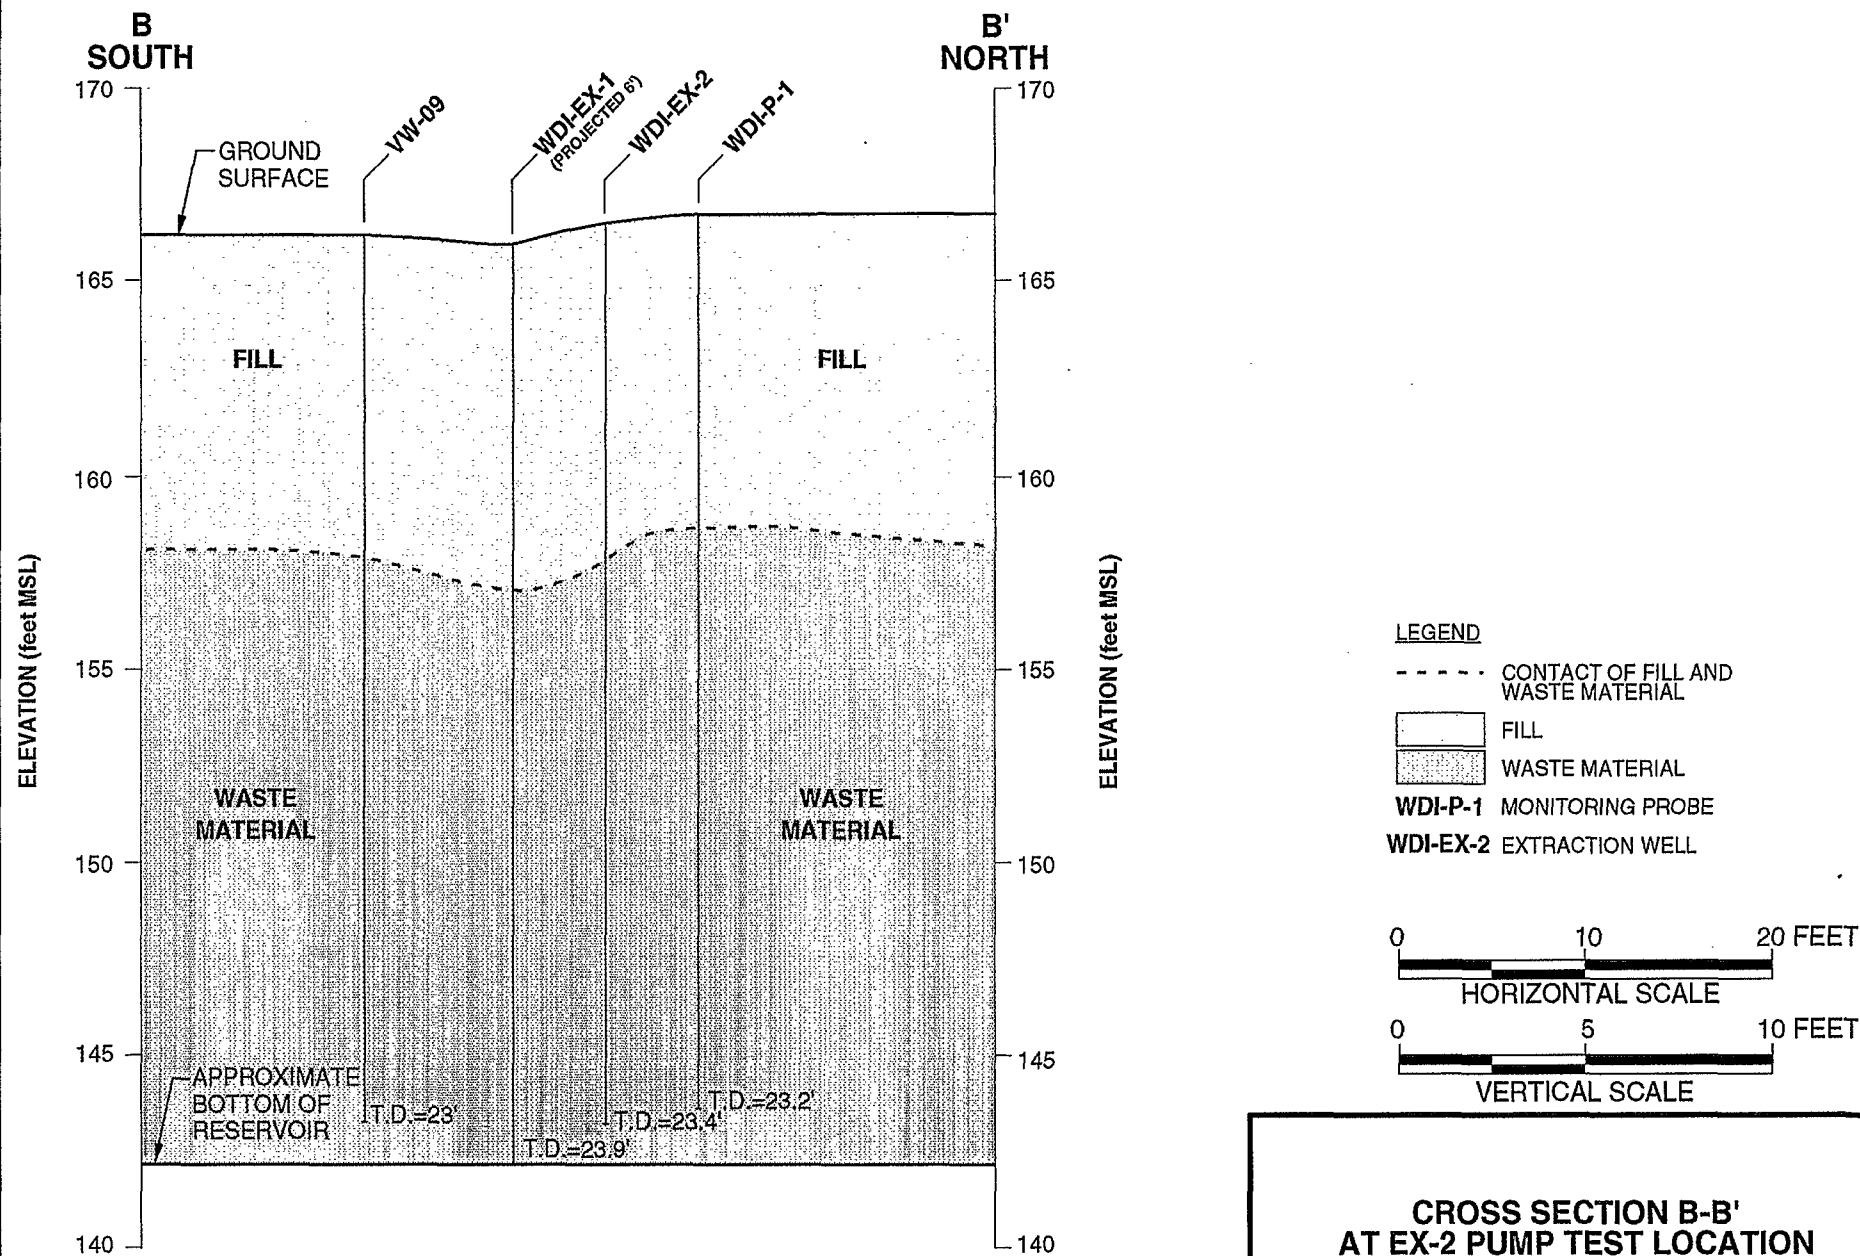 B
SOUTH
B'
NORTH
170
165
160
155
150
145
140
170
165
160
155
150
145
140
ELEVATION (feet MSL)
ELEVATION (feet MSL)
GROUND
SURFACE
VW-09
WDI-EX-1
(PROJECTED 6')
WDI-EX-2
WDI-P-1
FILL
FILL
WASTE
MATERIAL
WASTE
MATERIAL
APPROXIMATE
BOTTOM OF
RESERVOIR
T.D.=23'
T.D.=23.9'
T.D.=23.4'
T.D.=23.2'
LEGEND
CONTACT OF FILL AND
WASTE MATERIAL
FILL
WASTE MATERIAL
WDI-P-1 MONITORING PROBE
WDI-EX-2 EXTRACTION WELL
0 10 20 FEET
HORIZONTAL SCALE
0 5 10 FEET
VERTICAL SCALE
CROSS SECTION B-B'
AT EX-2 PUMP TEST LOCATION